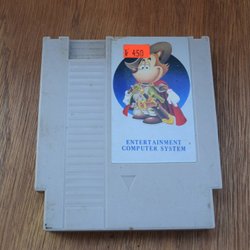 k 450
ENTERTAINMENT
COMPUTER SYSTEM